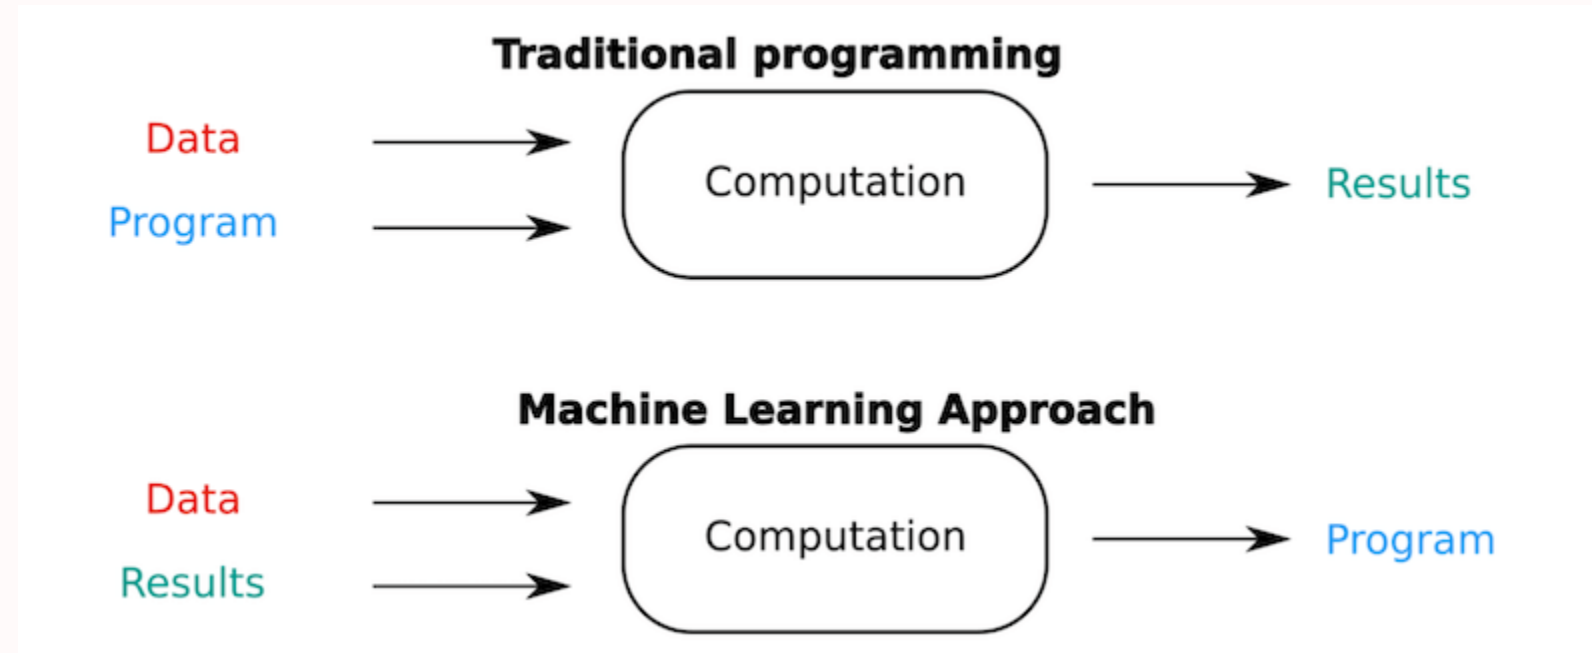 Traditional programming
Data
Program
Computation
Results
Machine Learning Approach
Data
Results
Computation
Program